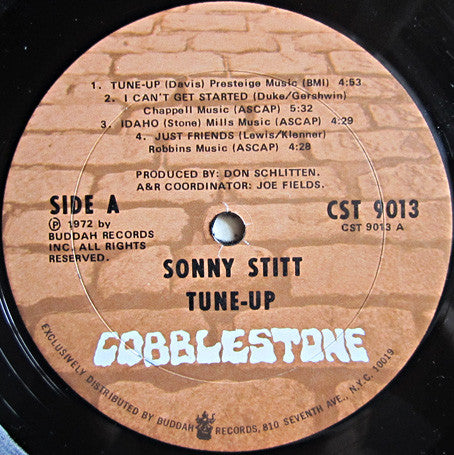 1. TUNE-UP (Davis) Presteige Music (BMI) 4:53
2. I CAN'T GET STARTED (Duke/Gershwin)
Chappell Music (ASCAP) 5:32
3. IDAHO (Stone) Mills Music (ASCAP) 4:29
4. JUST FRIENDS (Lewis/Klenner)
Robbins Music (ASCAP) 4:28
PRODUCED BY: DON SCHLITTEN.
A&R COORDINATOR: JOE FIELDS.
SIDE A
Ⓟ 1972 by
BUDDAH RECORDS
INC. ALL RIGHTS
RESERVED.
CST 9013
CST 9013 A
SONNY STITT
TUNE-UP
COBBLESTONE
EXCLUSIVELY DISTRIBUTED BY BUDDAH RECORDS, 810 SEVENTH AVE., N.Y.C. 10019